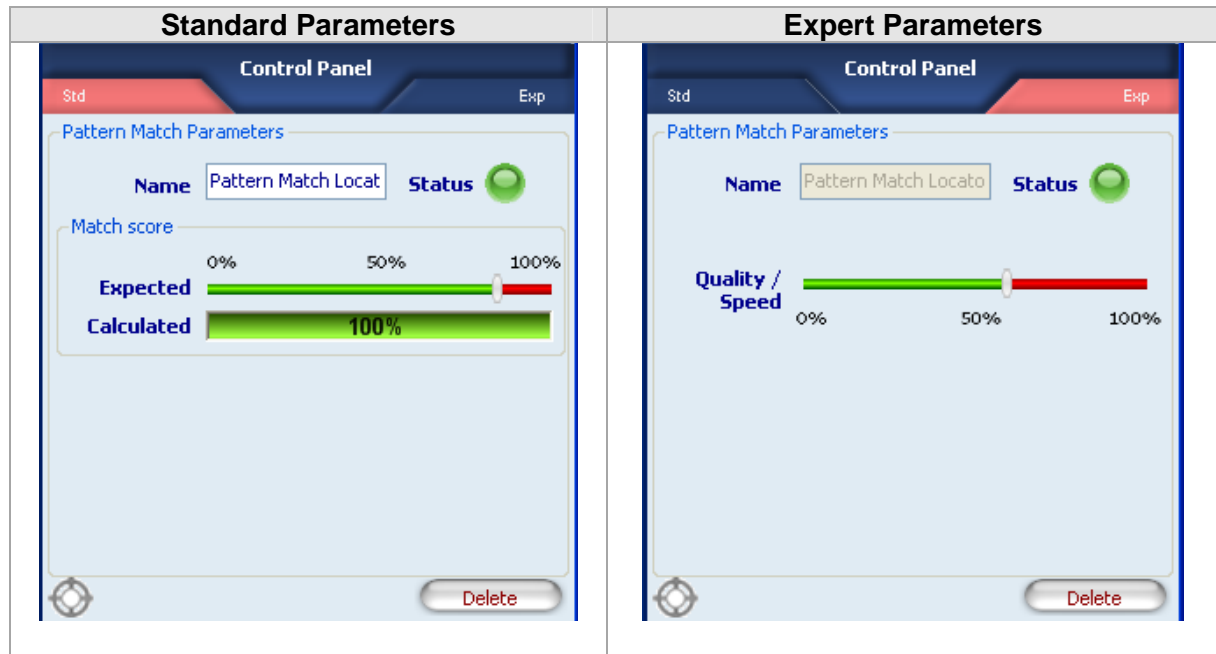 Standard Parameters
Expert Parameters
Control Panel
Std
Exp
Pattern Match Parameters
Name
Pattern Match Locat
Status
Match score
0%
50%
100%
Expected
Calculated
100%
Delete
Control Panel
Std
Exp
Pattern Match Parameters
Name
Pattern Match Locato
Status
Quality /
Speed
0%
50%
100%
Delete